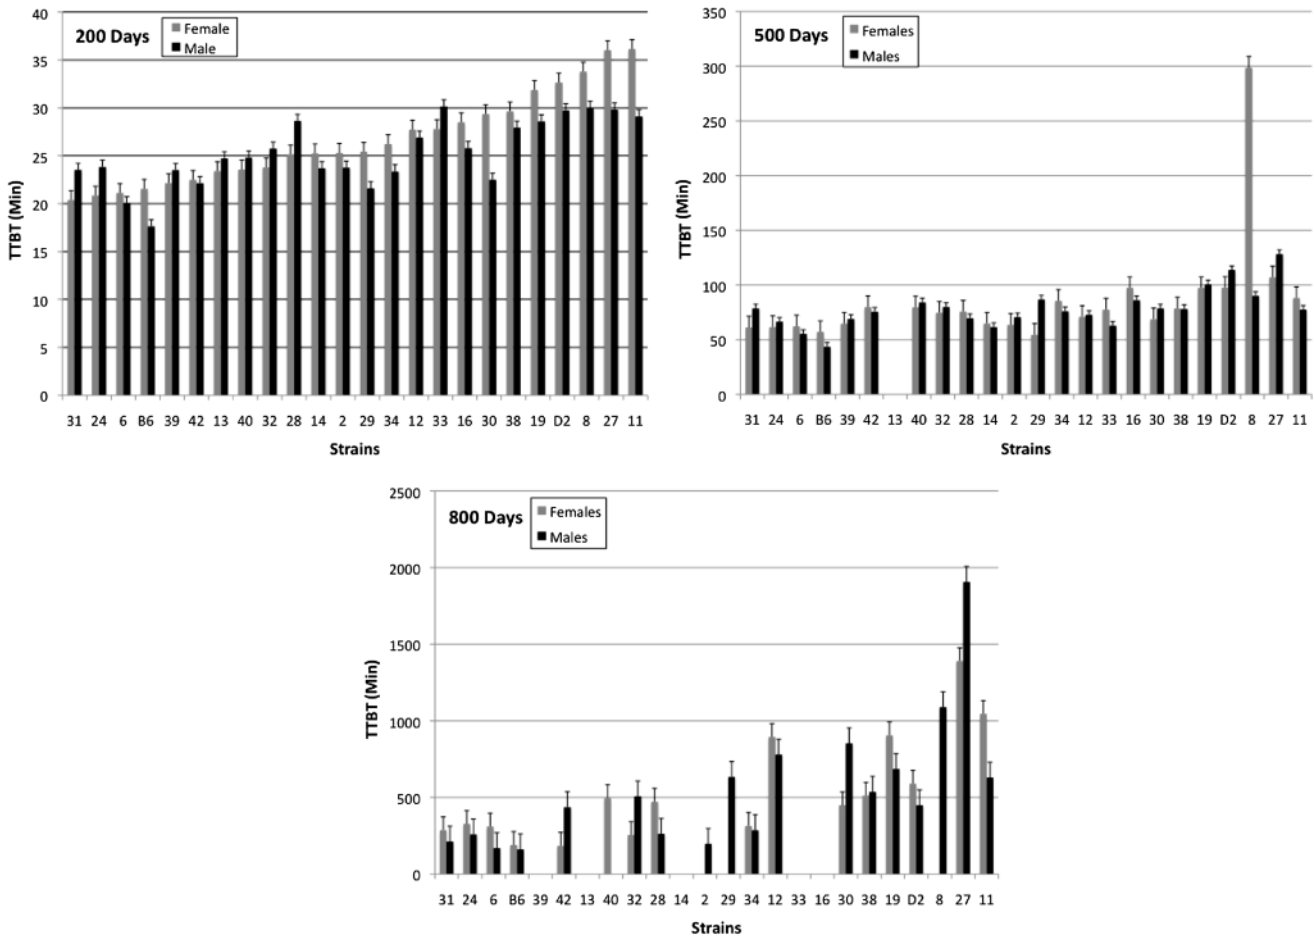 200 Days
Female
Male
TTBT (Min)
40
35
30
25
20
15
10
5
0
31 24 6 B6 39 42 13 40 32 28 14 2 29 34 12 33 16 30 38 19 D2 8 27 11
Strains
500 Days
Females
Males
TTBT (Min)
350
300
250
200
150
100
50
0
31 24 6 B6 39 42 13 40 32 28 14 2 29 34 12 33 16 30 38 19 D2 8 27 11
Strains
800 Days
Females
Males
TTBT (Min)
2500
2000
1500
1000
500
0
31 24 6 B6 39 42 13 40 32 28 14 2 29 34 12 33 16 30 38 19 D2 8 27 11
Strains